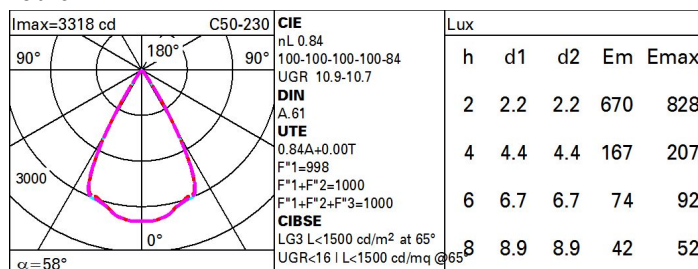 Imax=3318 cd C50-230
90° 180° 90°
3000
0°
α=58°
CIE
nL 0.84
100-100-100-100-84
UGR 10.9-10.7
DIN
A.61
UTE
0.84A+0.00T
F"1=998
F"1+F"2=1000
F"1+F"2+F"3=1000
CIBSE
LG3 L<1500 cd/m² at 65°
UGR<16 | L<1500 cd/mq @65°
Lux
h d1 d2 Em Emax
2 2.2 2.2 670 828
4 4.4 4.4 167 207
6 6.7 6.7 74 92
8 8.9 8.9 42 52